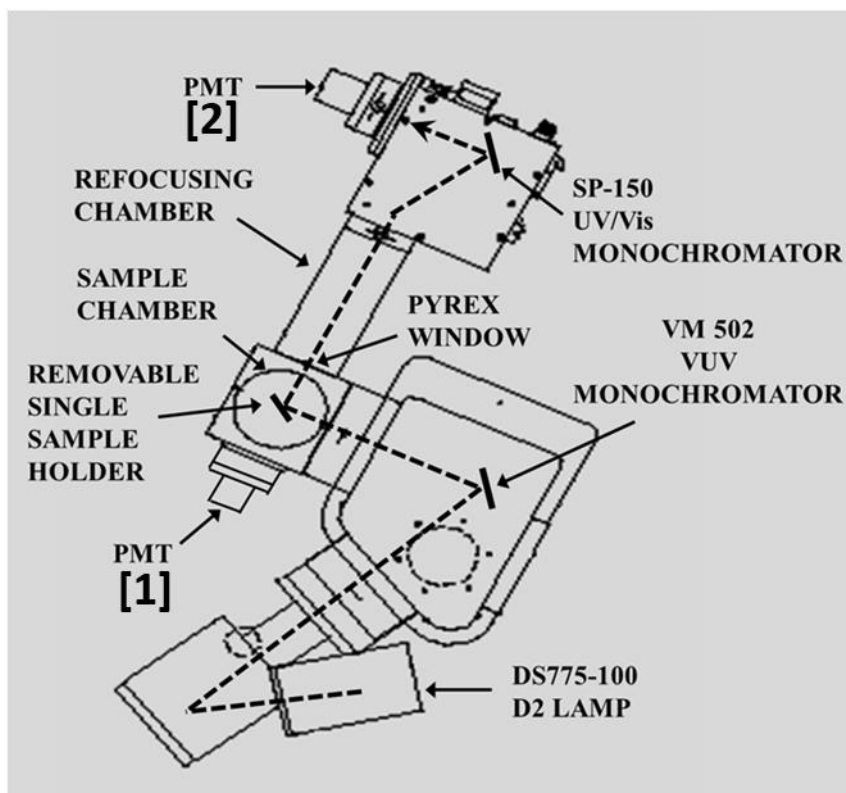 PMT
[2]
REFOCUSING
CHAMBER
SAMPLE
CHAMBER
REMOVABLE
SINGLE
SAMPLE
HOLDER
PMT
[1]
SP-150
UV/Vis
MONOCHROMATOR
PYREX
WINDOW
VM 502
VUV
MONOCHROMATOR
DS775-100
D2 LAMP